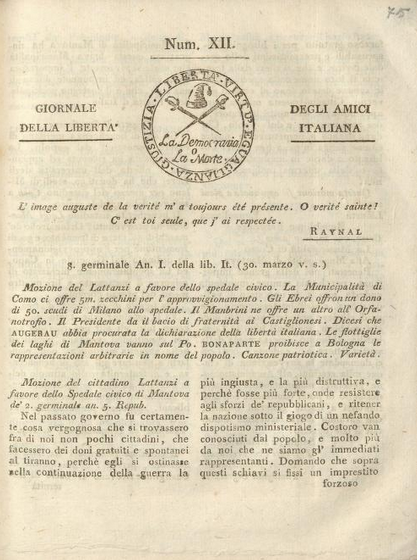 75
Num. XII.
GIORNALE
DELLA LIBERTA'
GIUSTIZIA. LIBERTA. VIRTU. EGUAGLIANZA.
La Democrazia
o
La Morte
DEGLI AMICI
ITALIANA
L' image auguste de la verité m' a toujours été présente. O verité sainte!
C' est toi seule, que j' ai respectée.
RAYNAL
8. germinale An. I. della lib. It. (30. marzo v. s.)
Mozione del Lattanzi a favore dello spedale civico. La Municipalità di
Como ci offre 5m. zecchini per l' approvvigionamento. Gli Ebrei offron un dono
di 50. scudi di Milano allo spedale. Il Manbrini ne offre un altro all' Orfa-
notrofio. Il Presidente da il bacio di fraternità ai Castiglionesi. Dicesi che
AUGERAU abbia procurata la dichiarazione della libertà italiana. Le flottiglie
dei laghi di Mantova vanno sul Po. BONAPARTE proibisce a Bologna le
rappresentazioni arbitrarie in nome del popolo. Canzone patriotica. Varietà.
Mozione del cittadino Lattanzi a
favore dello Spedale civico di Mantova
de' 2. germinale an. 5. Repub.
Nel passato governo fu certamen-
te cosa vergognosa che si trovassero
fra di noi non pochi cittadini, che
facessero dei doni gratuiti e spontanei
al tiranno, perchè egli si ostinasse
nella continuazione della guerra la
più ingiusta, e la più distruttiva, e
perchè fosse più forte, onde resistere
agli sforzi de' repubblicani, e ritener
la nazione sotto il giogo di un nefando
dispotismo ministeriale. Costoro van
conosciuti dal popolo, e molto più
da noi che ne siamo gl' immediati
rappresentanti. Domando che sopra
questi schiavi si fissi un imprestito
forzoso